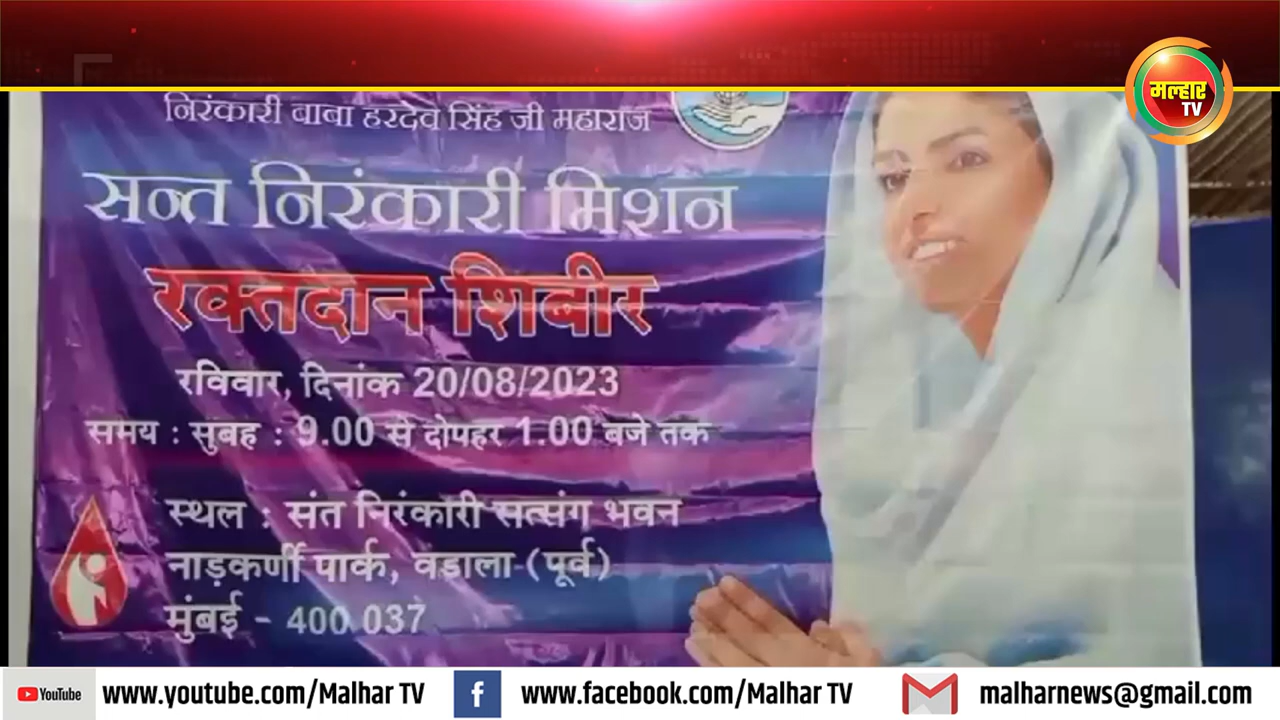 मल्हार
TV
निरंकारी बाबा हरदेव सिंह जी महाराज
सन्त निरंकारी मिशन
रक्तदान शिबीर
रविवार, दिनांक 20/08/2023
समय : सुबह : 9.00 से दोपहर 1.00 बजे तक
स्थल : संत निरंकारी सत्संग भवन
नाड़कर्णी पार्क, वडाला-(पूर्व)
मुंबई - 400 037
YouTube www.youtube.com/Malhar TV www.facebook.com/Malhar TV malharnews@gmail.com